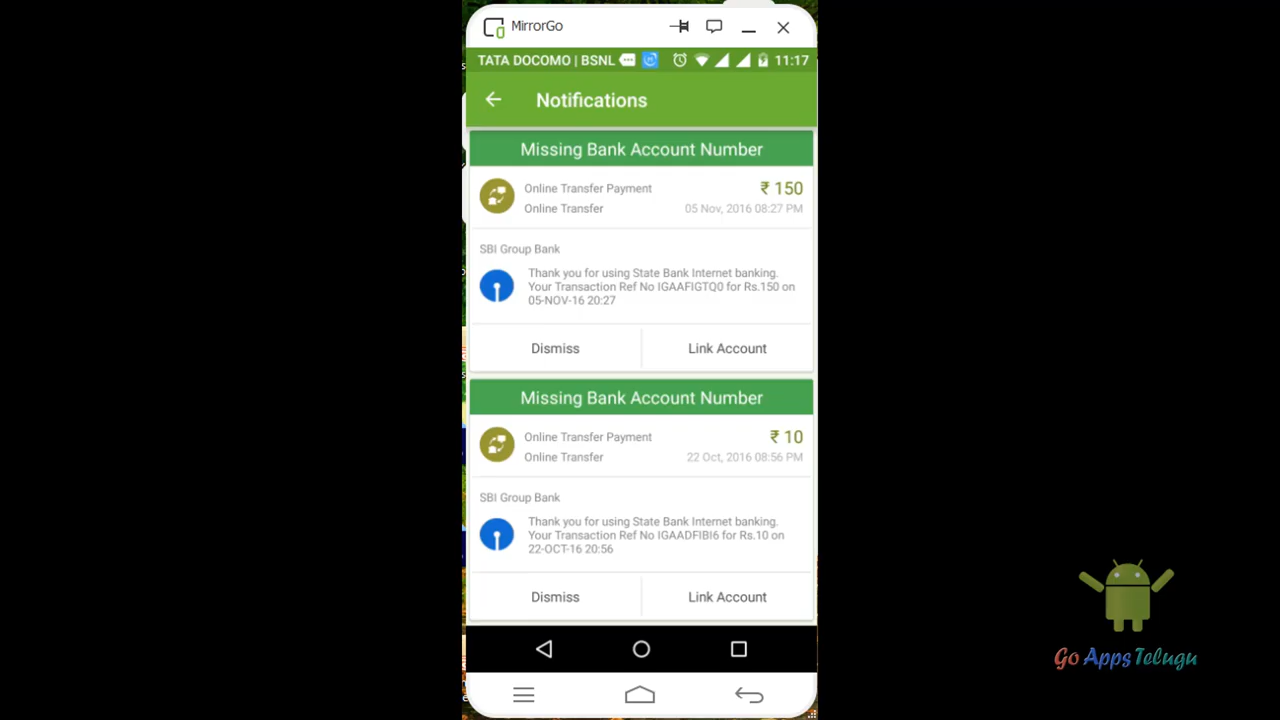 MirrorGo
TATA DOCOMO | BSNL 11:17
Notifications
Missing Bank Account Number
Online Transfer Payment ₹ 150
Online Transfer 05 Nov, 2016 08:27 PM
SBI Group Bank
Thank you for using State Bank Internet banking.
Your Transaction Ref No IGAAFIGTQ0 for Rs.150 on
05-NOV-16 20:27
Dismiss Link Account
Missing Bank Account Number
Online Transfer Payment ₹ 10
Online Transfer 22 Oct, 2016 08:56 PM
SBI Group Bank
Thank you for using State Bank Internet banking.
Your Transaction Ref No IGAADFIBI6 for Rs.10 on
22-OCT-16 20:56
Dismiss Link Account
Go Apps Telugu